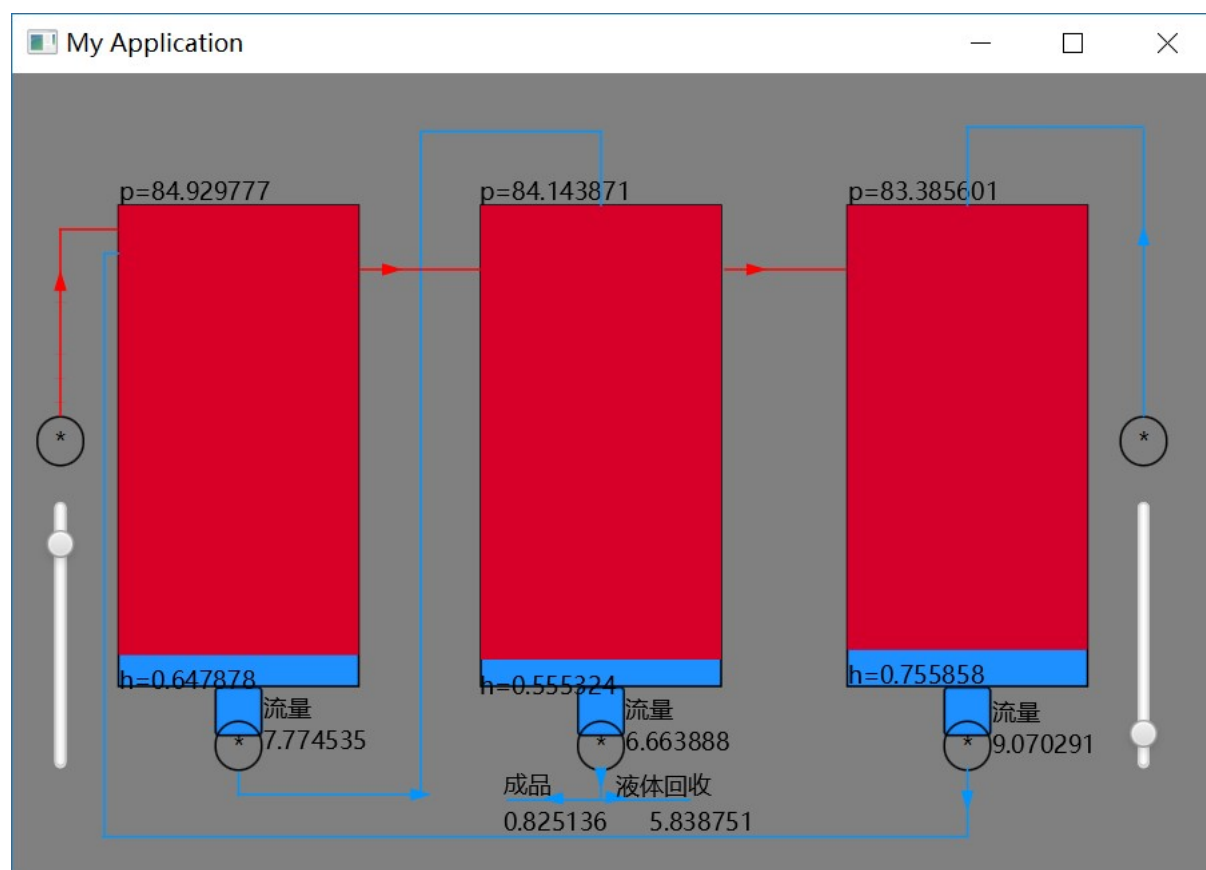 My Application
p=84.929777
p=84.143871
p=83.385601
*
*
h=0.647878
h=0.555324
h=0.755858
流量
流量
流量
*
7.774535
*
6.663888
*
9.070291
成品
液体回收
0.825136
5.838751